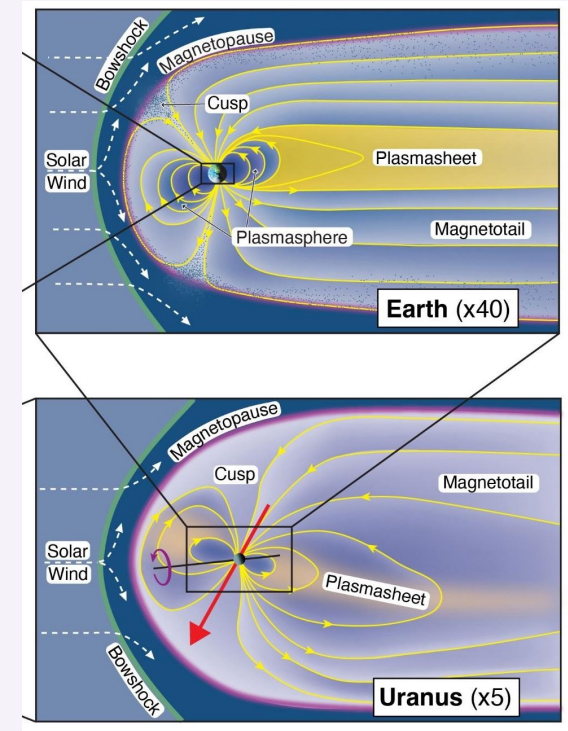 Bowshock
Magnetopause
Cusp
Solar
Wind
Plasmasheet
Plasmasphere
Magnetotail
Earth (x40)
Magnetopause
Cusp
Magnetotail
Solar
Wind
Plasmasheet
Bowshock
Uranus (x5)